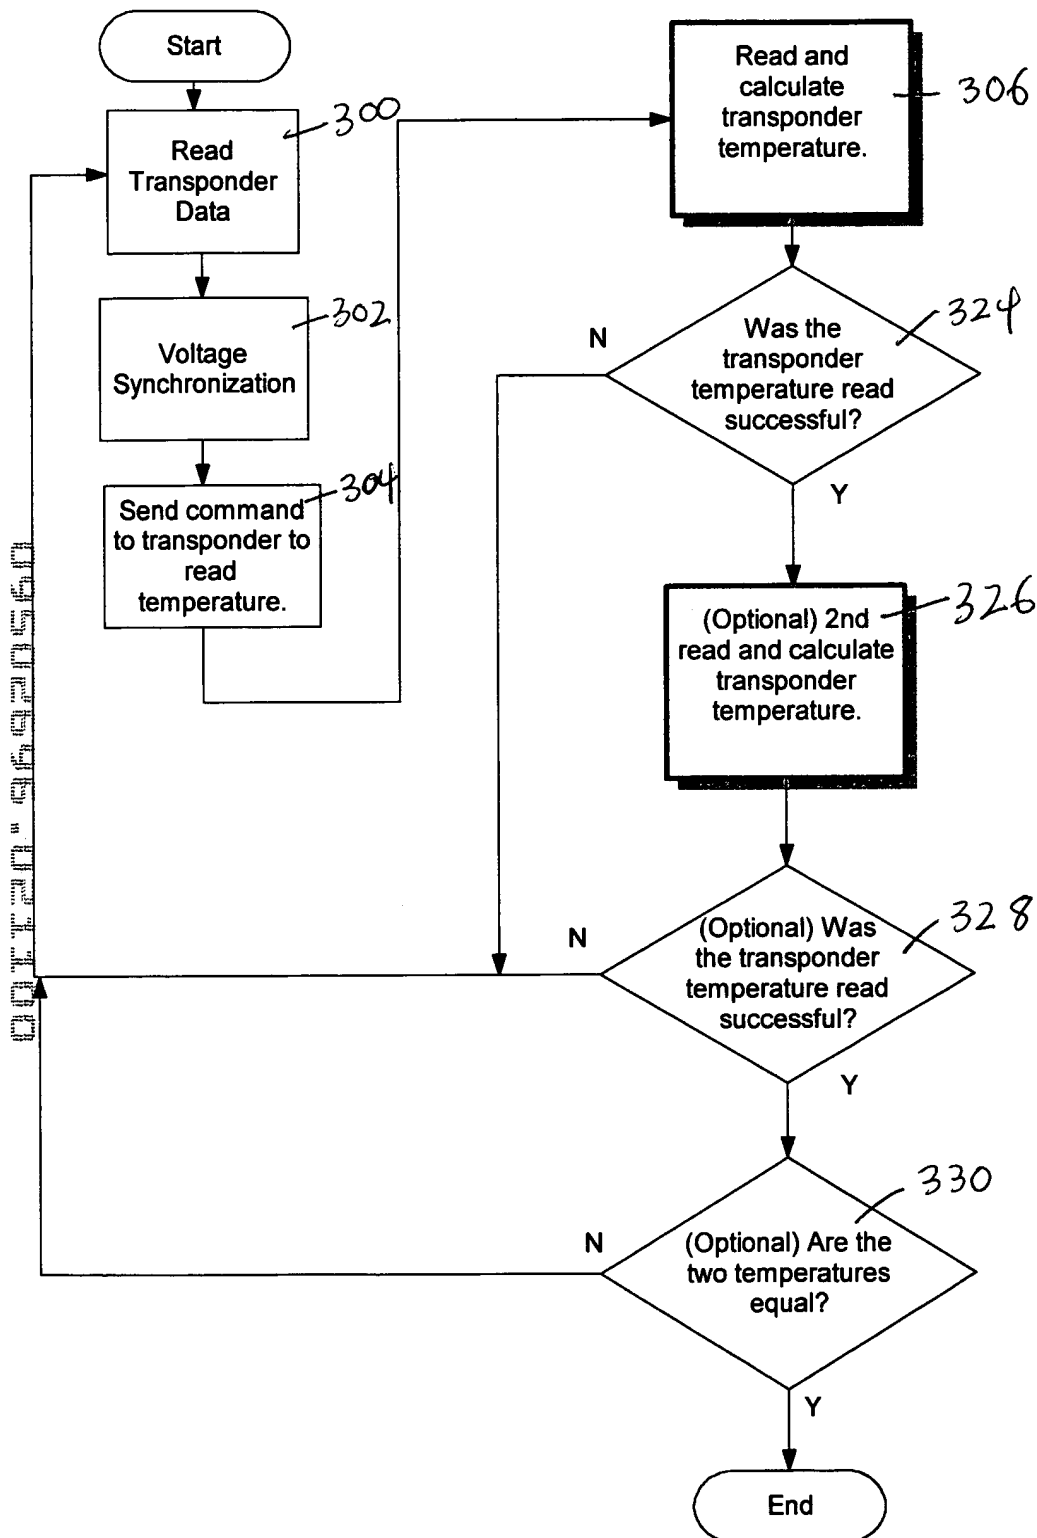 Start
300
Read
Transponder
Data
302
Voltage
Synchronization
304
Send command
to transponder to
read
temperature.
Read and
calculate
transponder
temperature.
306
324
N
Was the
transponder
temperature read
successful?
Y
326
(Optional) 2nd
read and calculate
transponder
temperature.
328
N
(Optional) Was
the transponder
temperature read
successful?
Y
330
N
(Optional) Are the
two temperatures
equal?
Y
End
09502696.021100